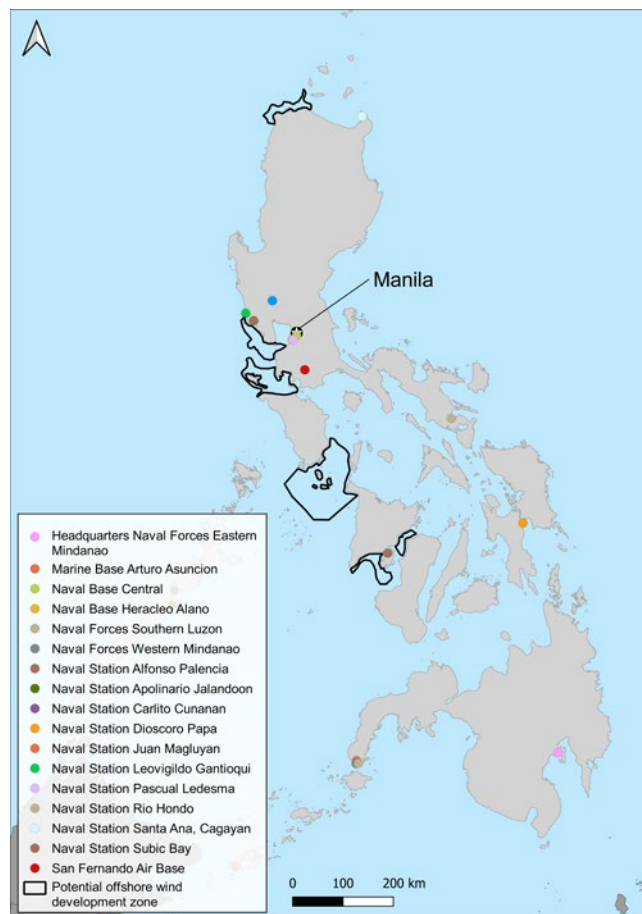 Manila
Headquarters Naval Forces Eastern
Mindanao
Marine Base Arturo Asuncion
Naval Base Central
Naval Base Heracleo Alano
Naval Forces Southern Luzon
Naval Forces Western Mindanao
Naval Station Alfonso Palencia
Naval Station Apolinario Jalandoon
Naval Station Carlito Cunanan
Naval Station Dioscoro Papa
Naval Station Juan Magluyan
Naval Station Leovigildo Gantioqui
Naval Station Pascual Ledesma
Naval Station Rio Hondo
Naval Station Santa Ana, Cagayan
Naval Station Subic Bay
San Fernando Air Base
Potential offshore wind
development zone
0 100 200 km